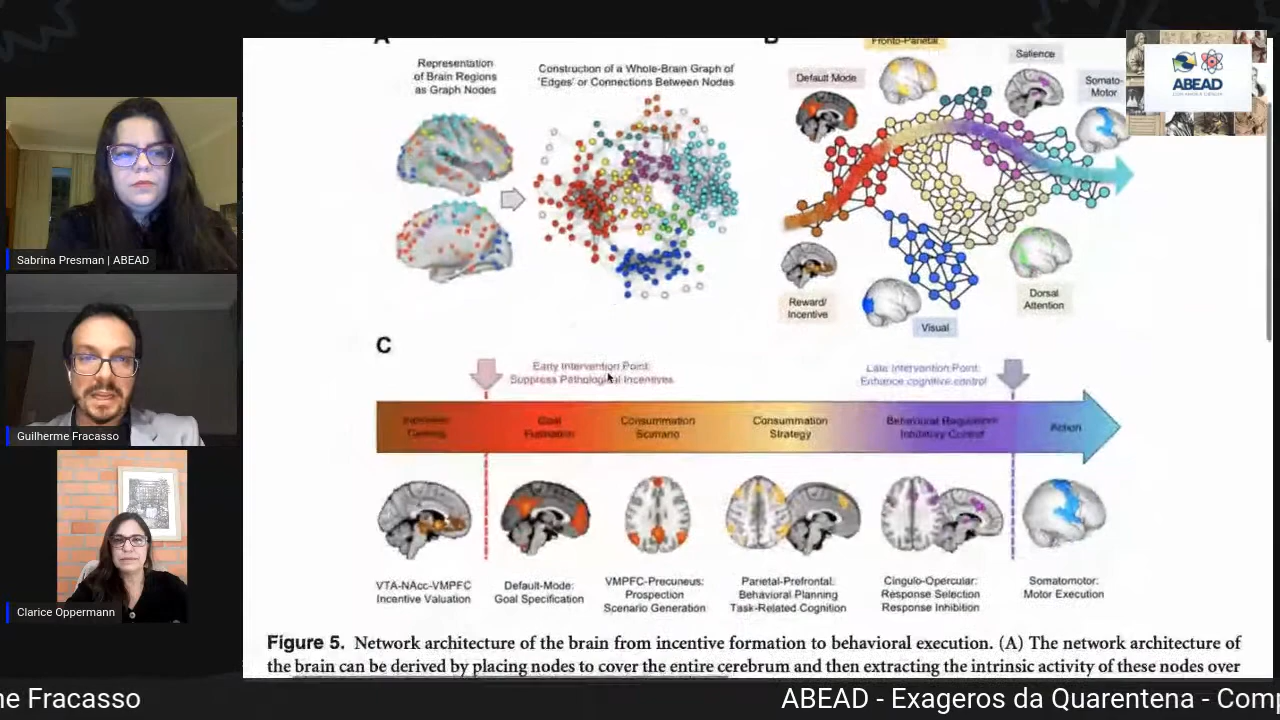 A
Representation
of Brain Regions
as Graph Nodes
Construction of a Whole-Brain Graph of
'Edges' or Connections Between Nodes
B
Fronto-Parietal
Default Mode
Salience
Somato-
Motor
Reward/
Incentive
Visual
Dorsal
Attention
ABEAD
C
Early Intervention Point:
Suppress Pathological Incentives
Late Intervention Point:
Enhance cognitive control
Goal
Formation
Consummation
Scenario
Consummation
Strategy
Behavioural Regulation
Inhibitory Control
Action
VTA-NAcc-VMPFC
Incentive Valuation
Default-Mode:
Goal Specification
VMPFC-Precuneus:
Prospection
Scenario Generation
Parietal-Prefrontal:
Behavioral Planning
Task-Related Cognition
Cingulo-Opercular:
Response Selection
Response Inhibition
Somatomotor:
Motor Execution
Figure 5. Network architecture of the brain from incentive formation to behavioral execution. (A) The network architecture of
the brain can be derived by placing nodes to cover the entire cerebrum and then extracting the intrinsic activity of these nodes over
Sabrina Presman | ABEAD
Guilherme Fracasso
Clarice Oppermann
ne Fracasso
ABEAD - Exageros da Quarentena - Comp